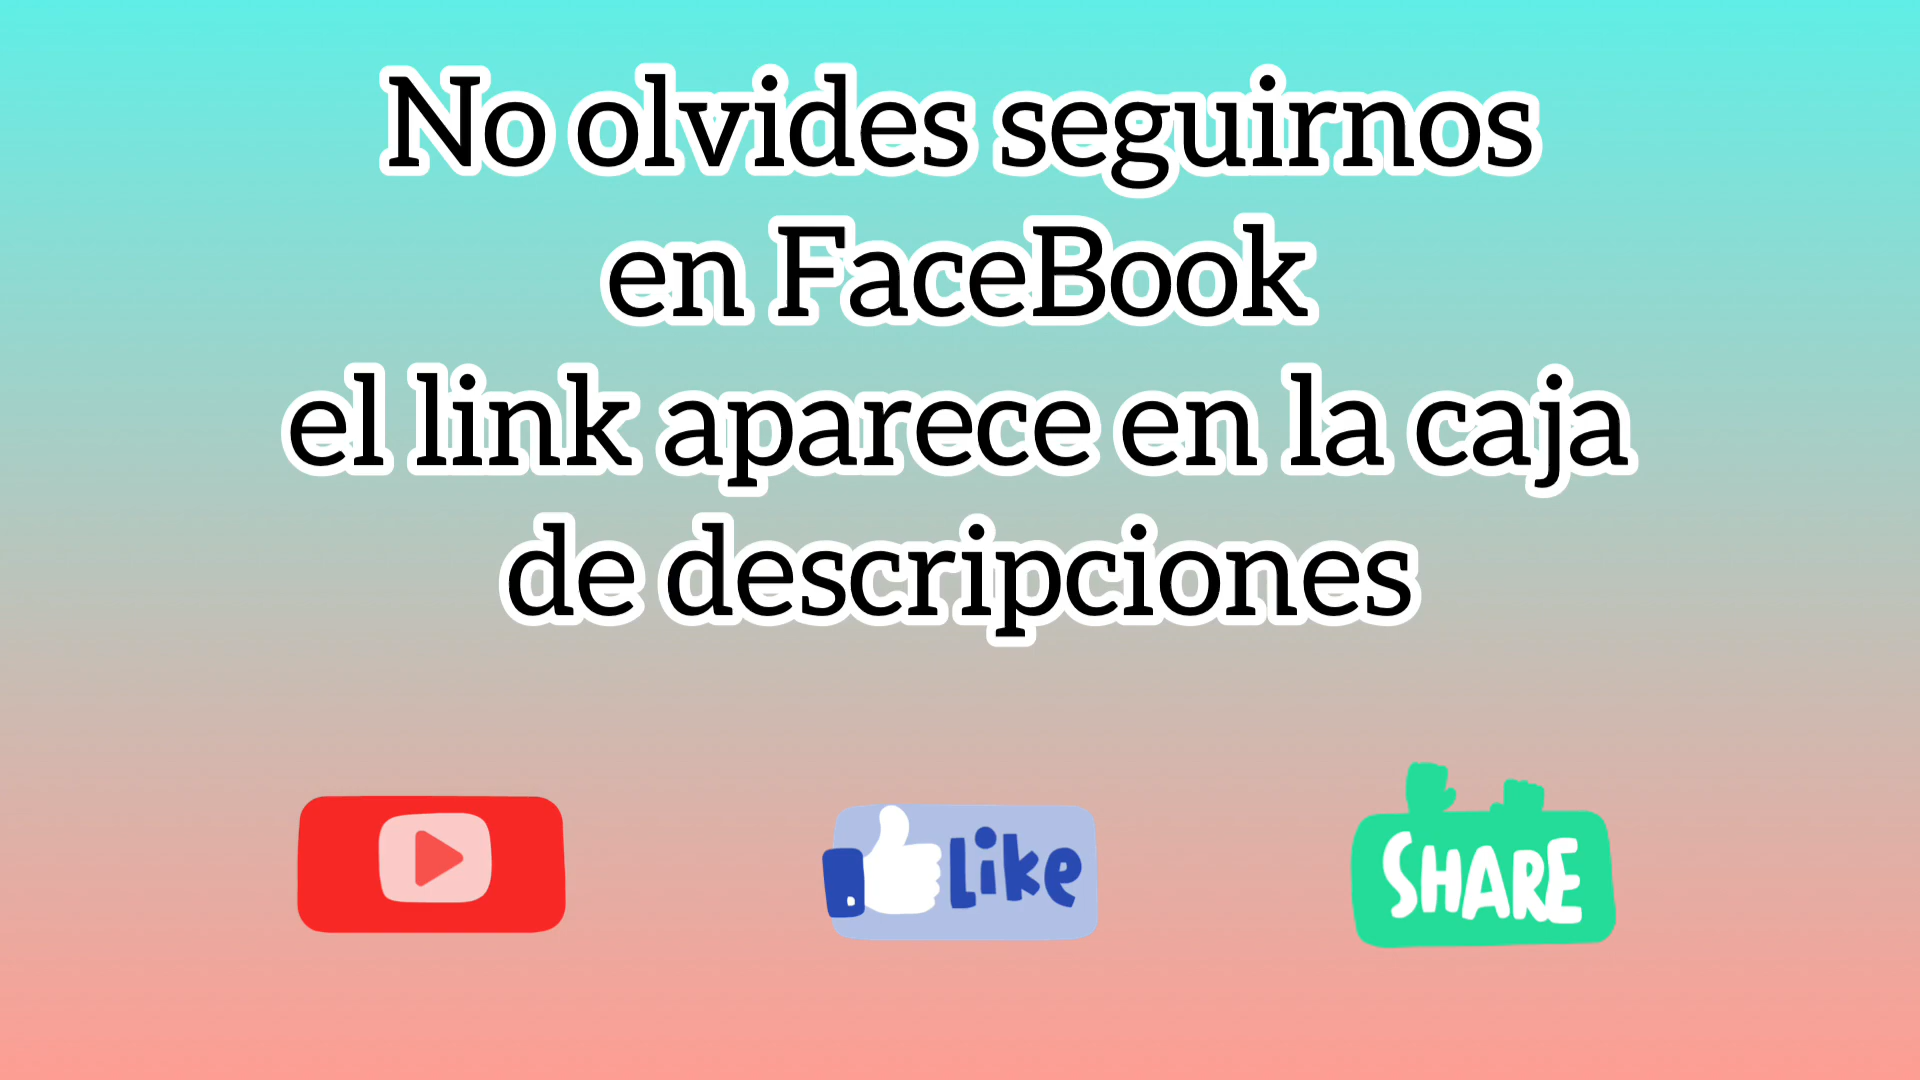 No olvides seguirnos
en FaceBook
el link aparece en la caja
de descripciones
Like
SHARE